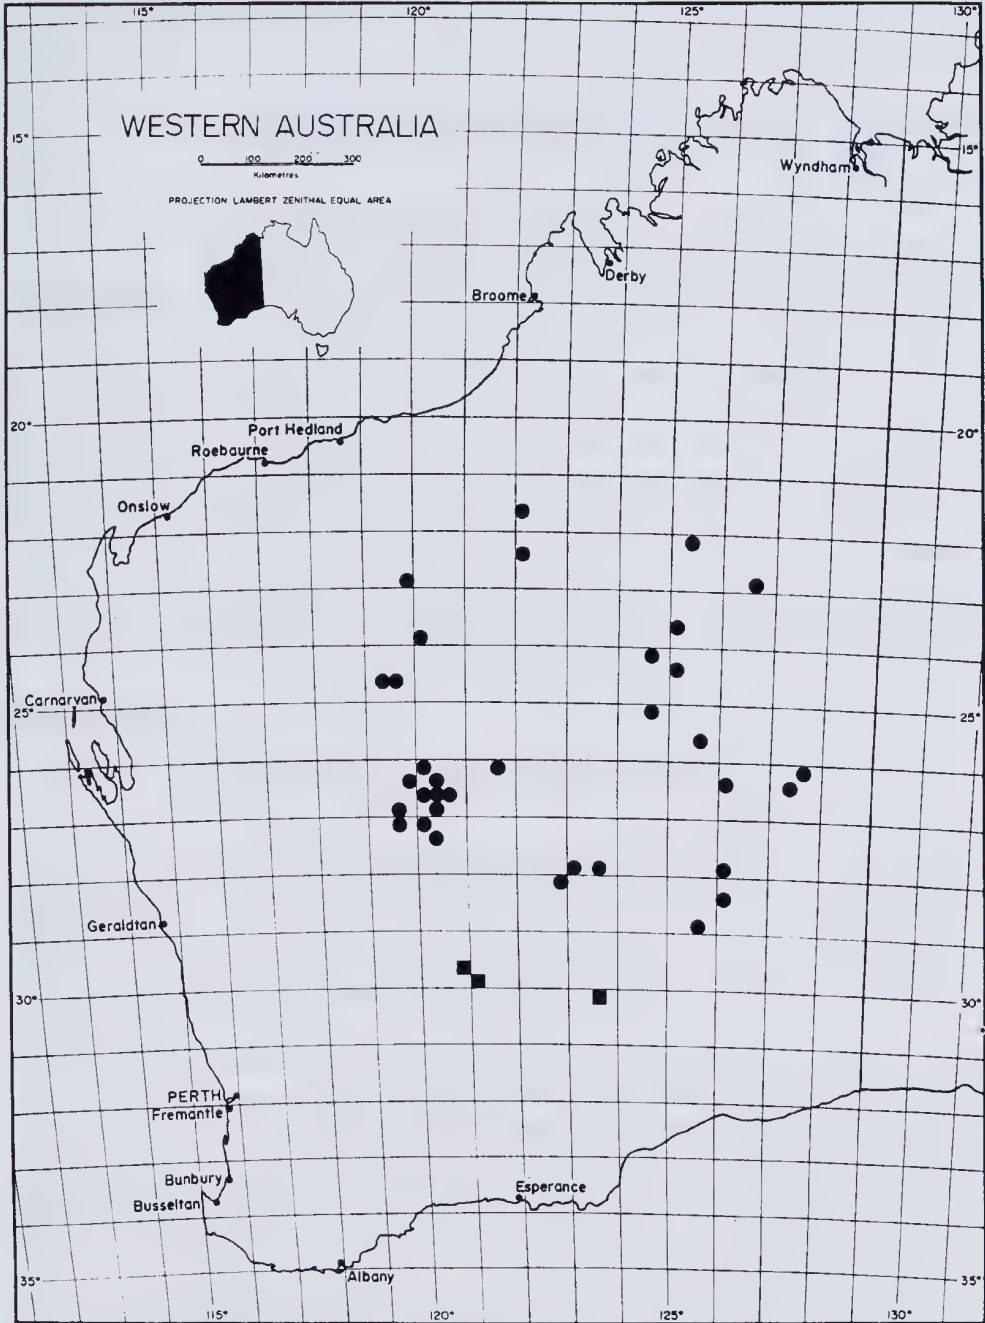 115° 120° 125° 130°
WESTERN AUSTRALIA
15° 15°
0 100 200 300
Kilometres
Wyndham
PROJECTION LAMBERT ZENITHAL EQUAL AREA
Derby
Broome
20° Port Hedland 20°
Roebourne
Onslow
Carnarvon
25° 25°
Geraldton
30° 30°
PERTH
Fremantle
Bunbury
Esperance
Busselton
Albany
35° 35°
115° 120° 125° 130°